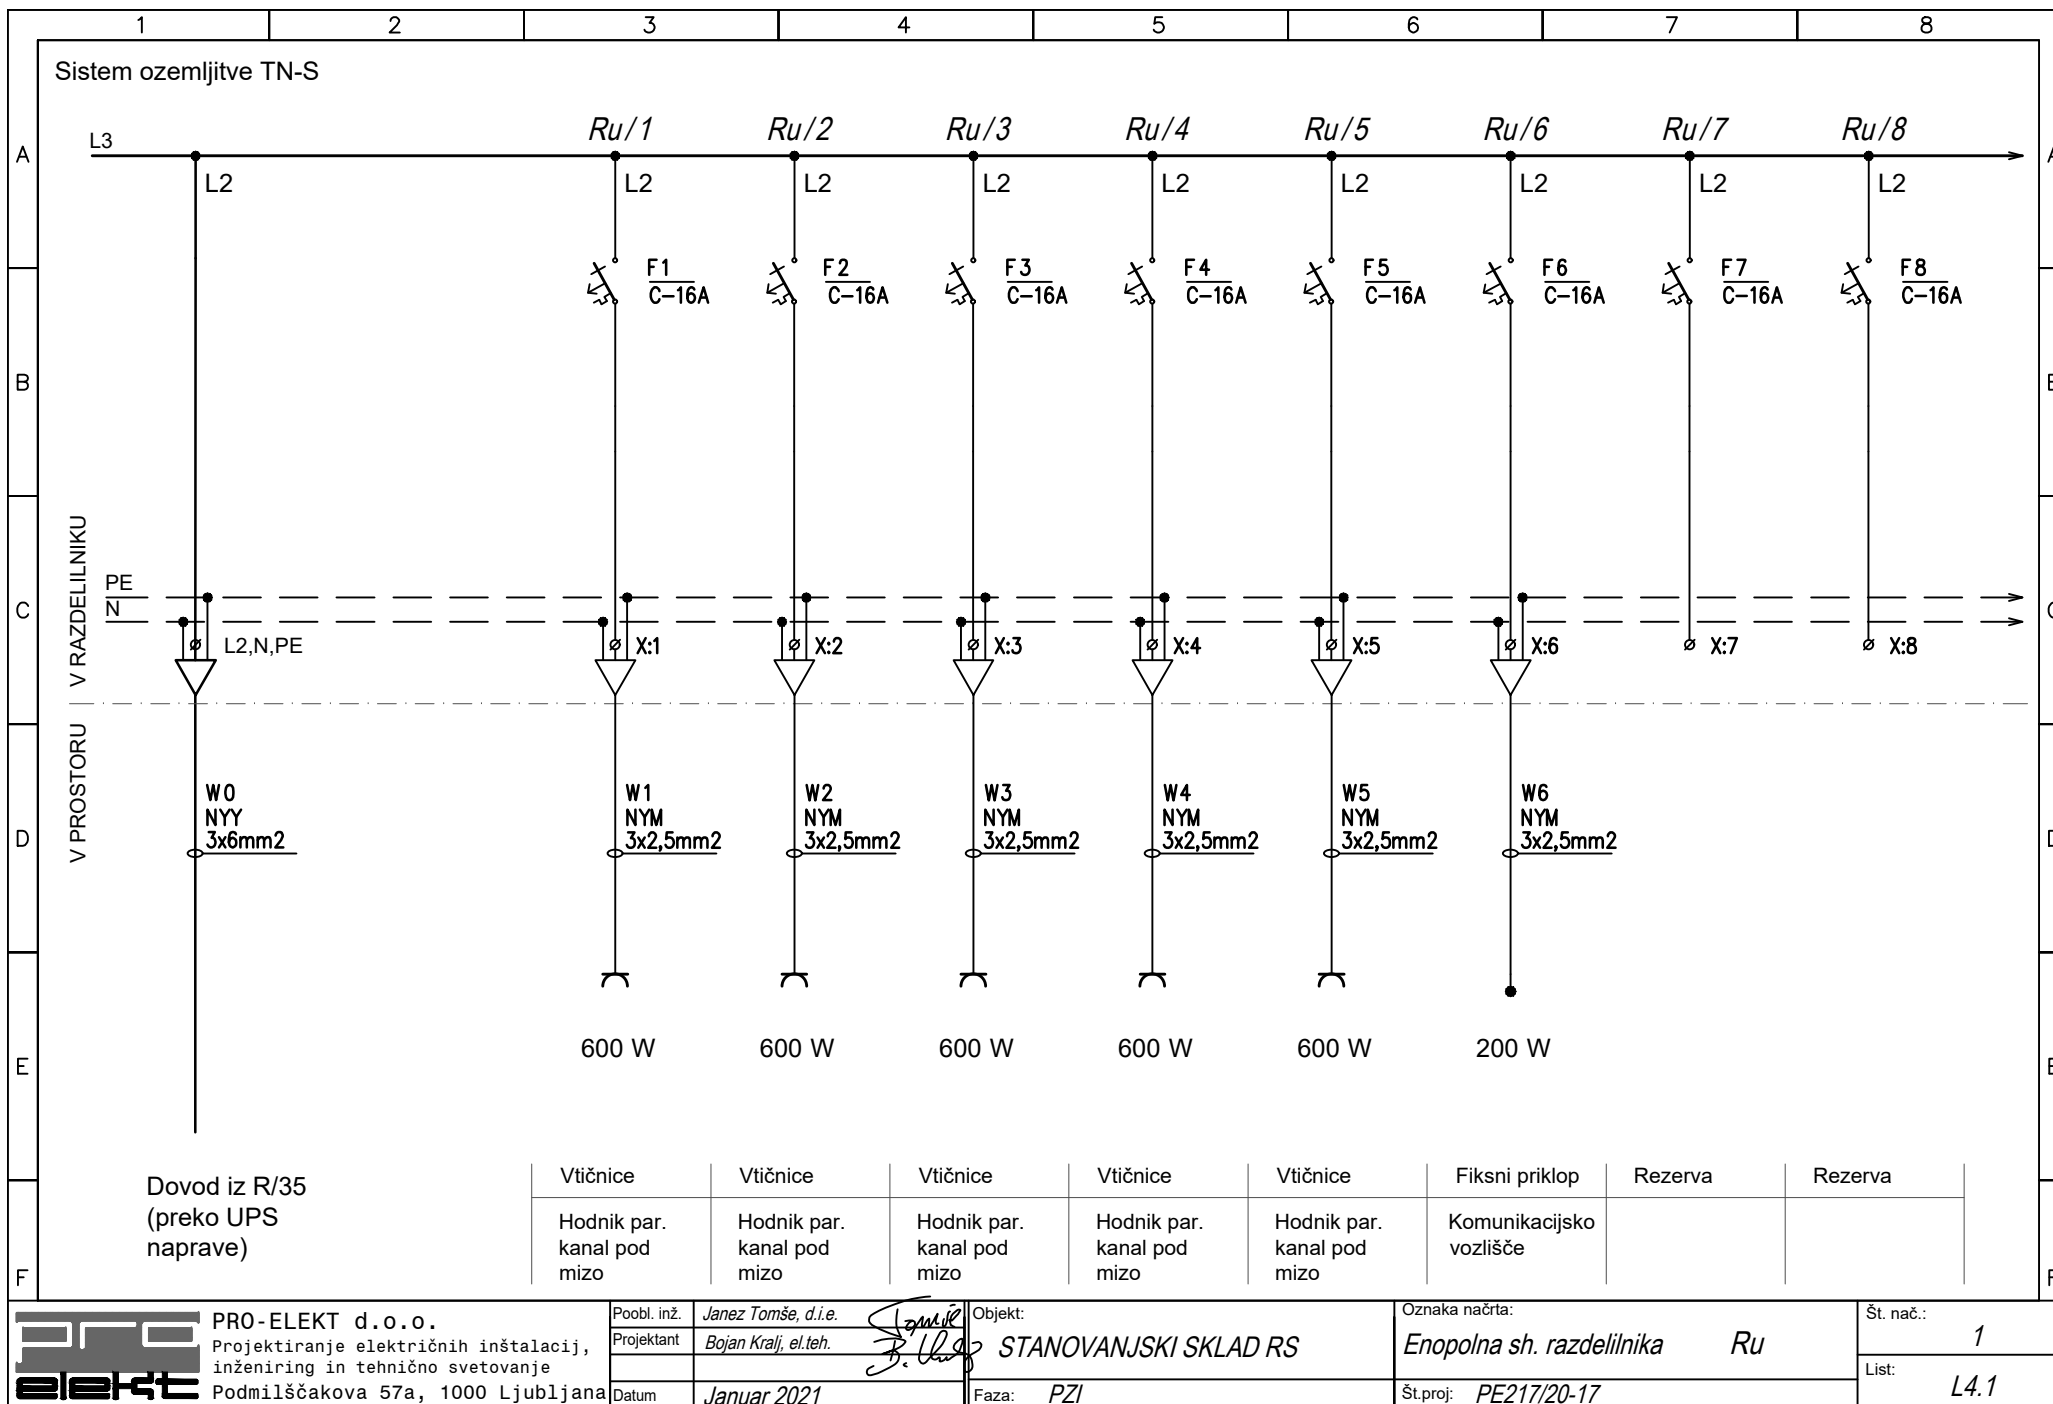 1 2 3 4 5 6 7 8
Sistem ozemljitve TN-S
Ru/1 Ru/2 Ru/3 Ru/4 Ru/5 Ru/6 Ru/7 Ru/8
L3
A
L2 L2 L2 L2 L2 L2 L2 L2 L2
F1 F2 F3 F4 F5 F6 F7 F8
C-16A C-16A C-16A C-16A C-16A C-16A C-16A C-16A
B
V RAZDELILNIKU
PE
N
C
L2,N,PE X:1 X:2 X:3 X:4 X:5 X:6 X:7 X:8
V PROSTORU
W0 W1 W2 W3 W4 W5 W6
NYY NYM NYM NYM NYM NYM NYM
3x6mm2 3x2,5mm2 3x2,5mm2 3x2,5mm2 3x2,5mm2 3x2,5mm2 3x2,5mm2
D
600 W 600 W 600 W 600 W 600 W 200 W
E
Dovod iz R/35
(preko UPS
naprave)
Vtičnice Vtičnice Vtičnice Vtičnice Vtičnice Fiksni priklop Rezerva Rezerva
Hodnik par. Hodnik par. Hodnik par. Hodnik par. Hodnik par. Komunikacijsko
kanal pod kanal pod kanal pod kanal pod kanal pod vozlišče
mizo mizo mizo mizo mizo
F
pro
elekt
PRO-ELEKT d.o.o.
Projektiranje električnih inštalacij,
inženiring in tehnično svetovanje
Podmilščakova 57a, 1000 Ljubljana
Poobl. inž. Janez Tomše, d.i.e.
Projektant Bojan Kralj, el.teh.
Datum Januar 2021
Objekt:
STANOVANJSKI SKLAD RS
Faza: PZI
Oznaka načrta:
Enopolna sh. razdelilnika Ru
Št.proj: PE217/20-17
Št. nač.:
1
List:
L4.1